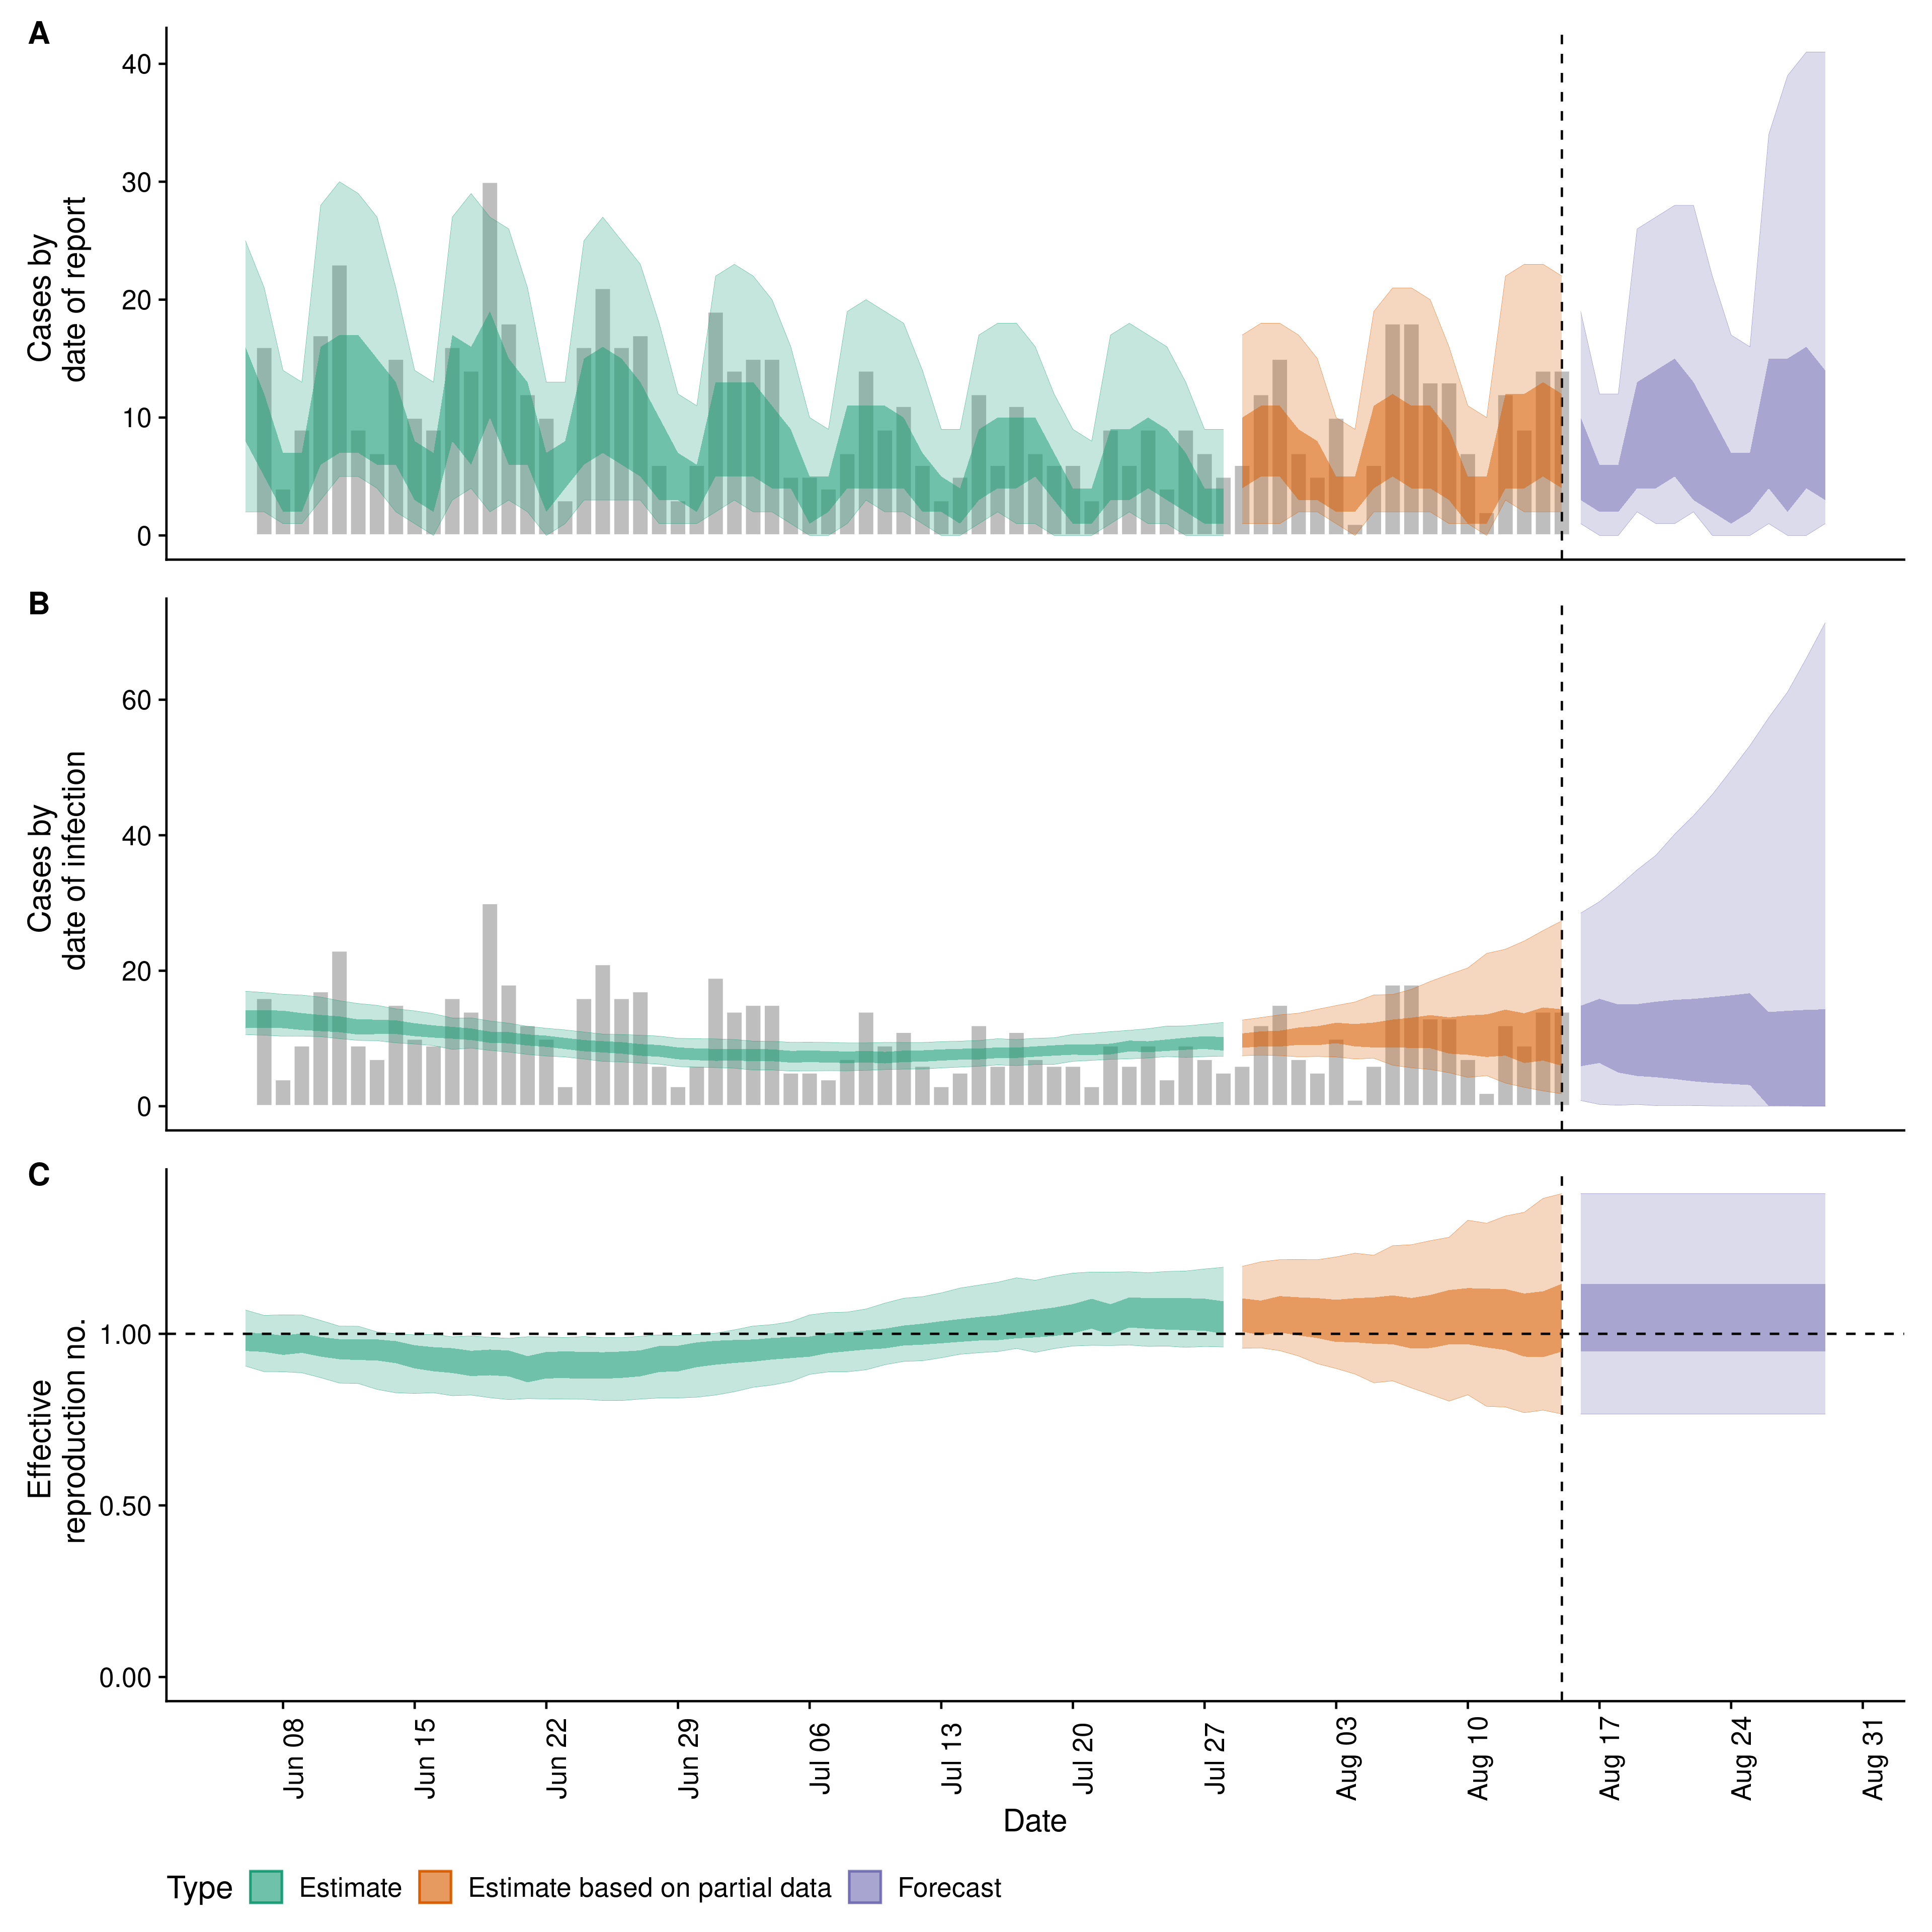 A
40
30
20
10
0
Cases by
date of report
B
60
40
20
0
Cases by
date of infection
C
1.00
0.50
0.00
Effective
reproduction no.
Jun 08
Jun 15
Jun 22
Jun 29
Jul 06
Jul 13
Jul 20
Jul 27
Aug 03
Aug 10
Aug 17
Aug 24
Aug 31
Date
Type Estimate Estimate based on partial data Forecast